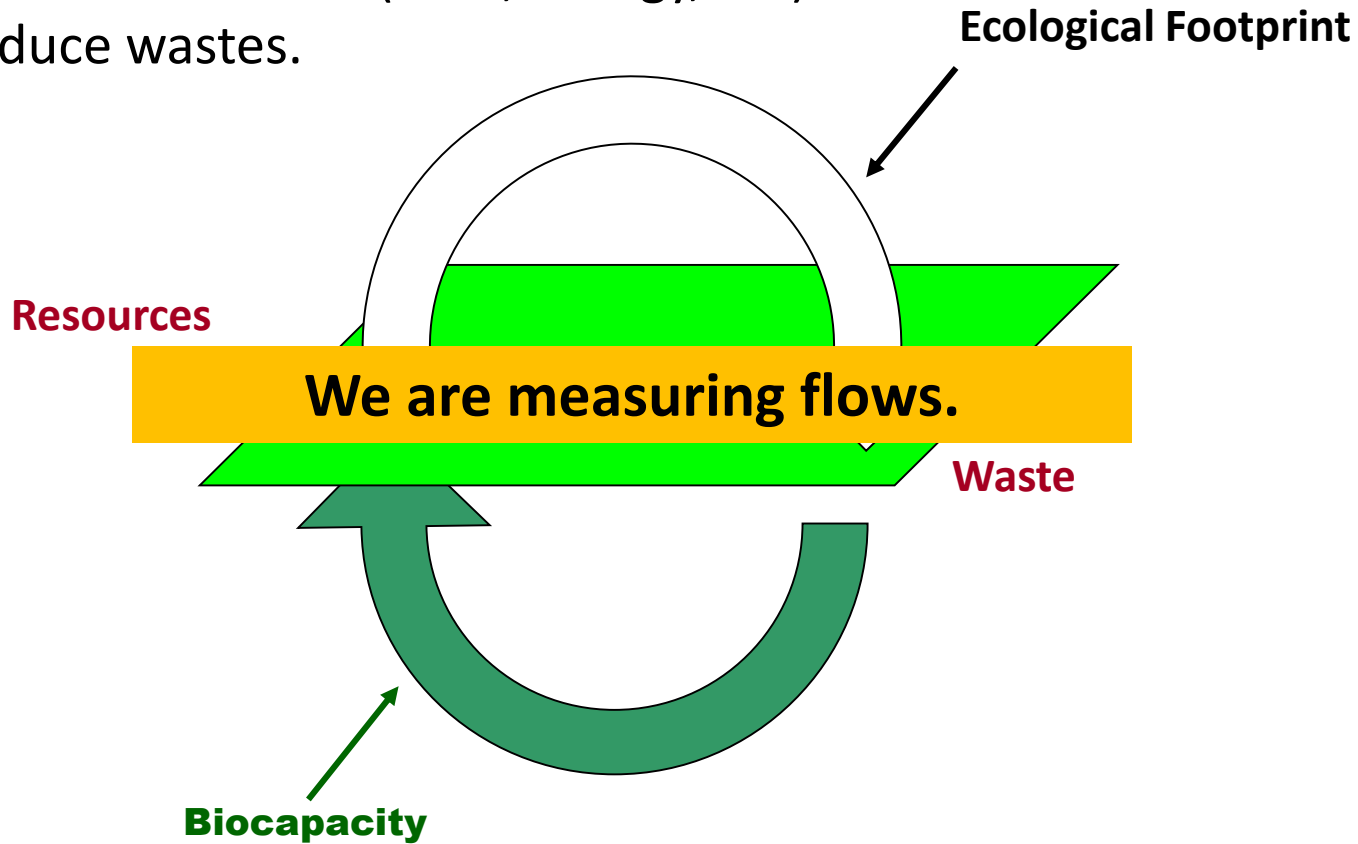 duce wastes.
Ecological Footprint
Resources
We are measuring flows.
Waste
Biocapacity